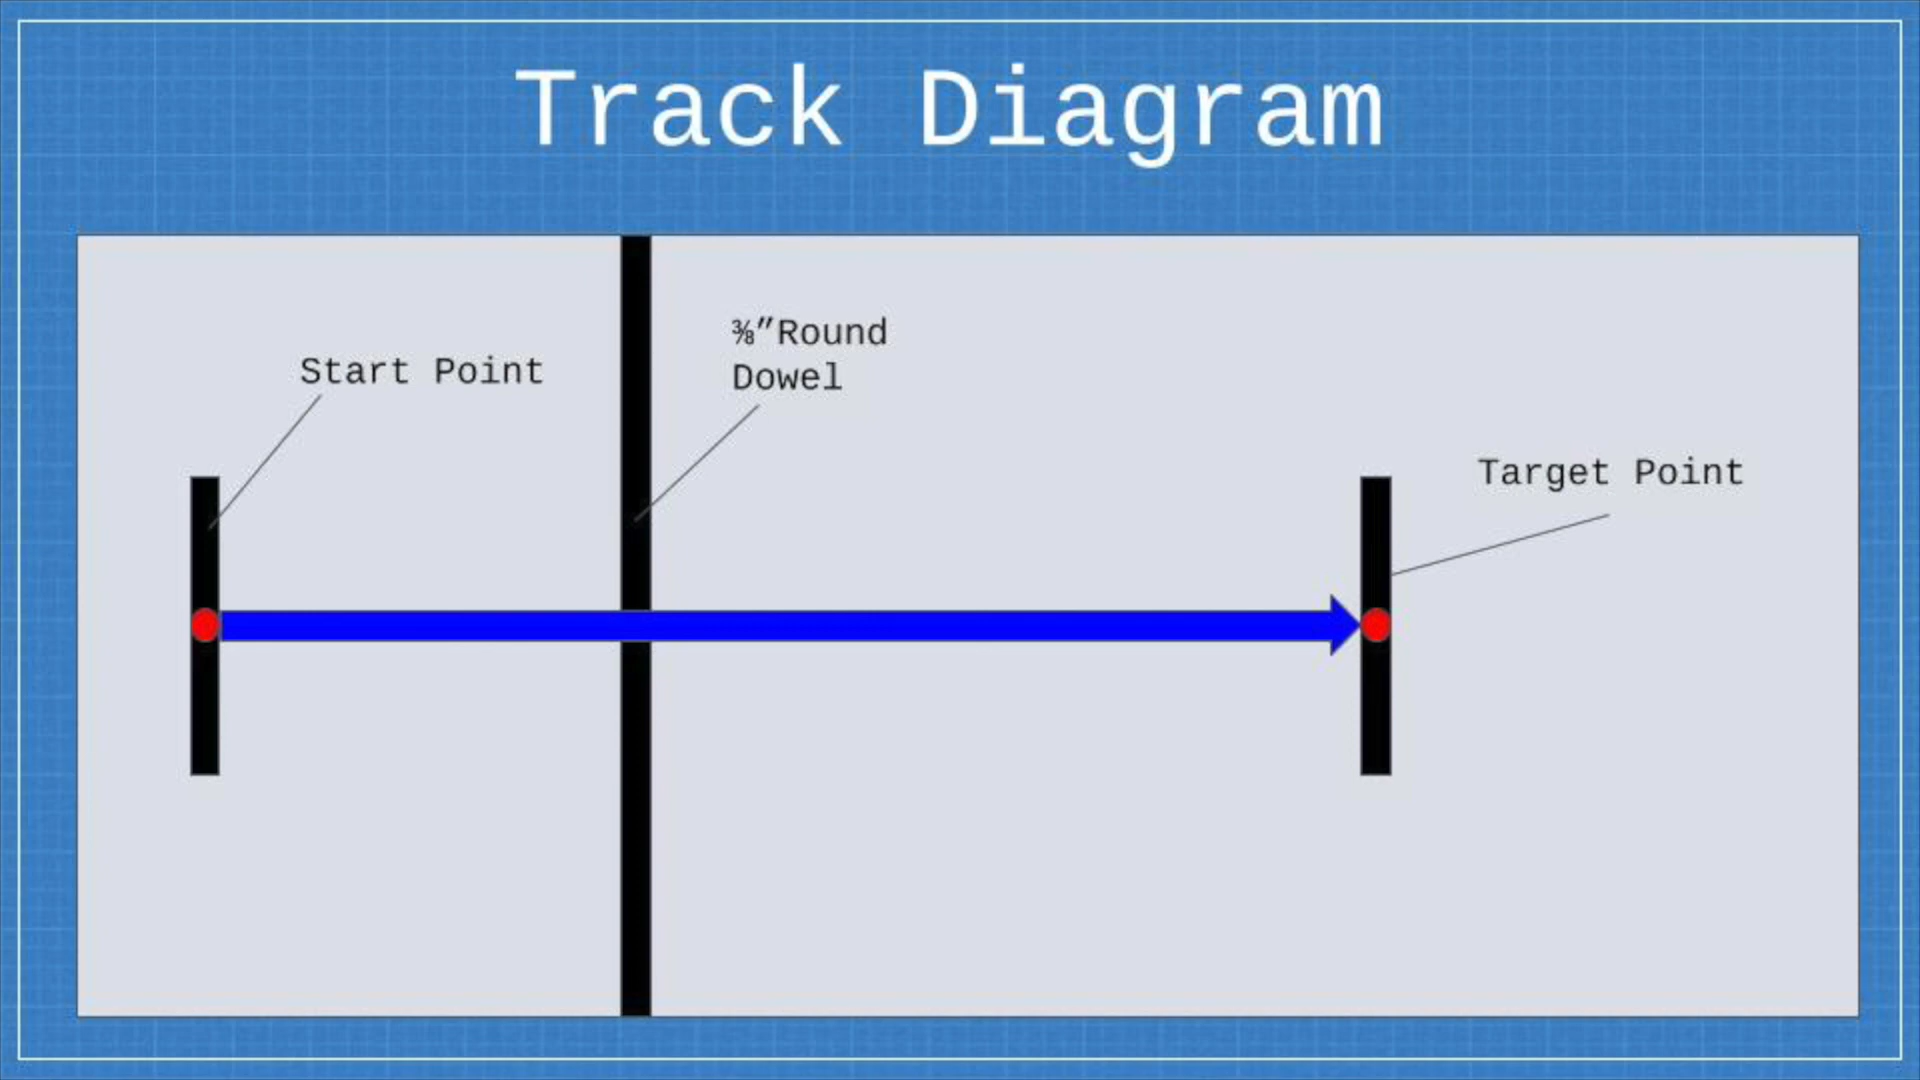 Track Diagram
Start Point
⅜”Round
Dowel
Target Point